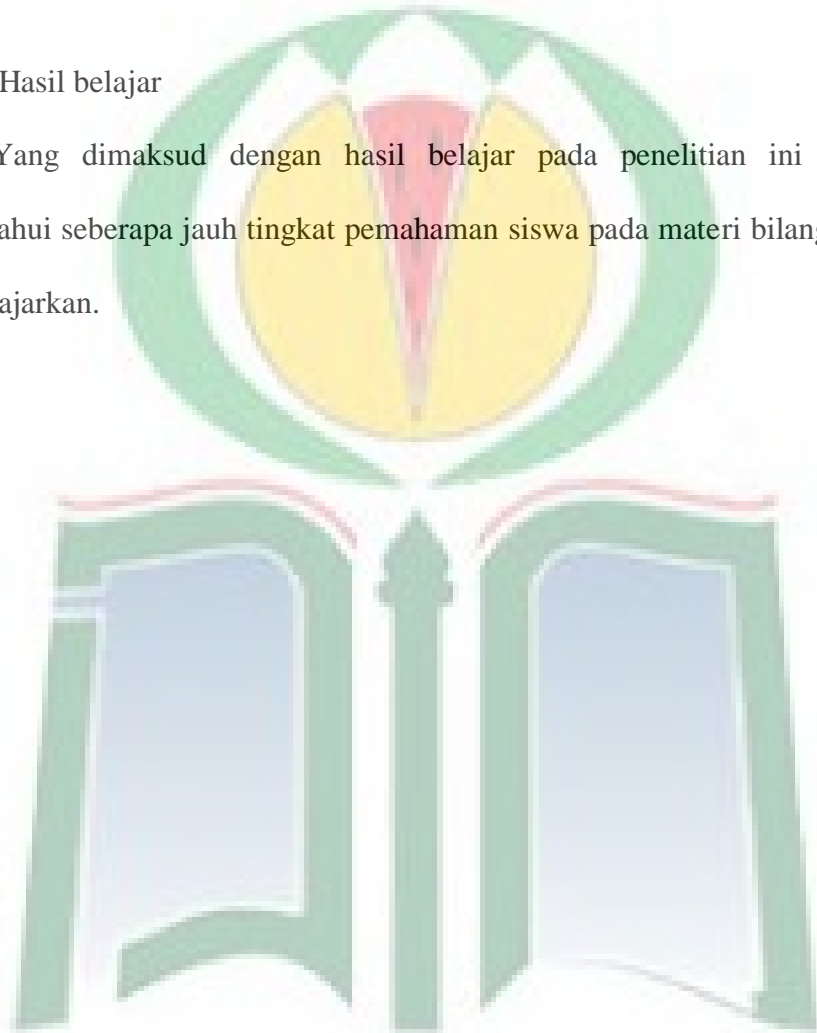 Hasil belajar
Yang dimaksud dengan hasil belajar pada penelitian ini
ahui seberapa jauh tingkat pemahaman siswa pada materi bilang
ajarkan.